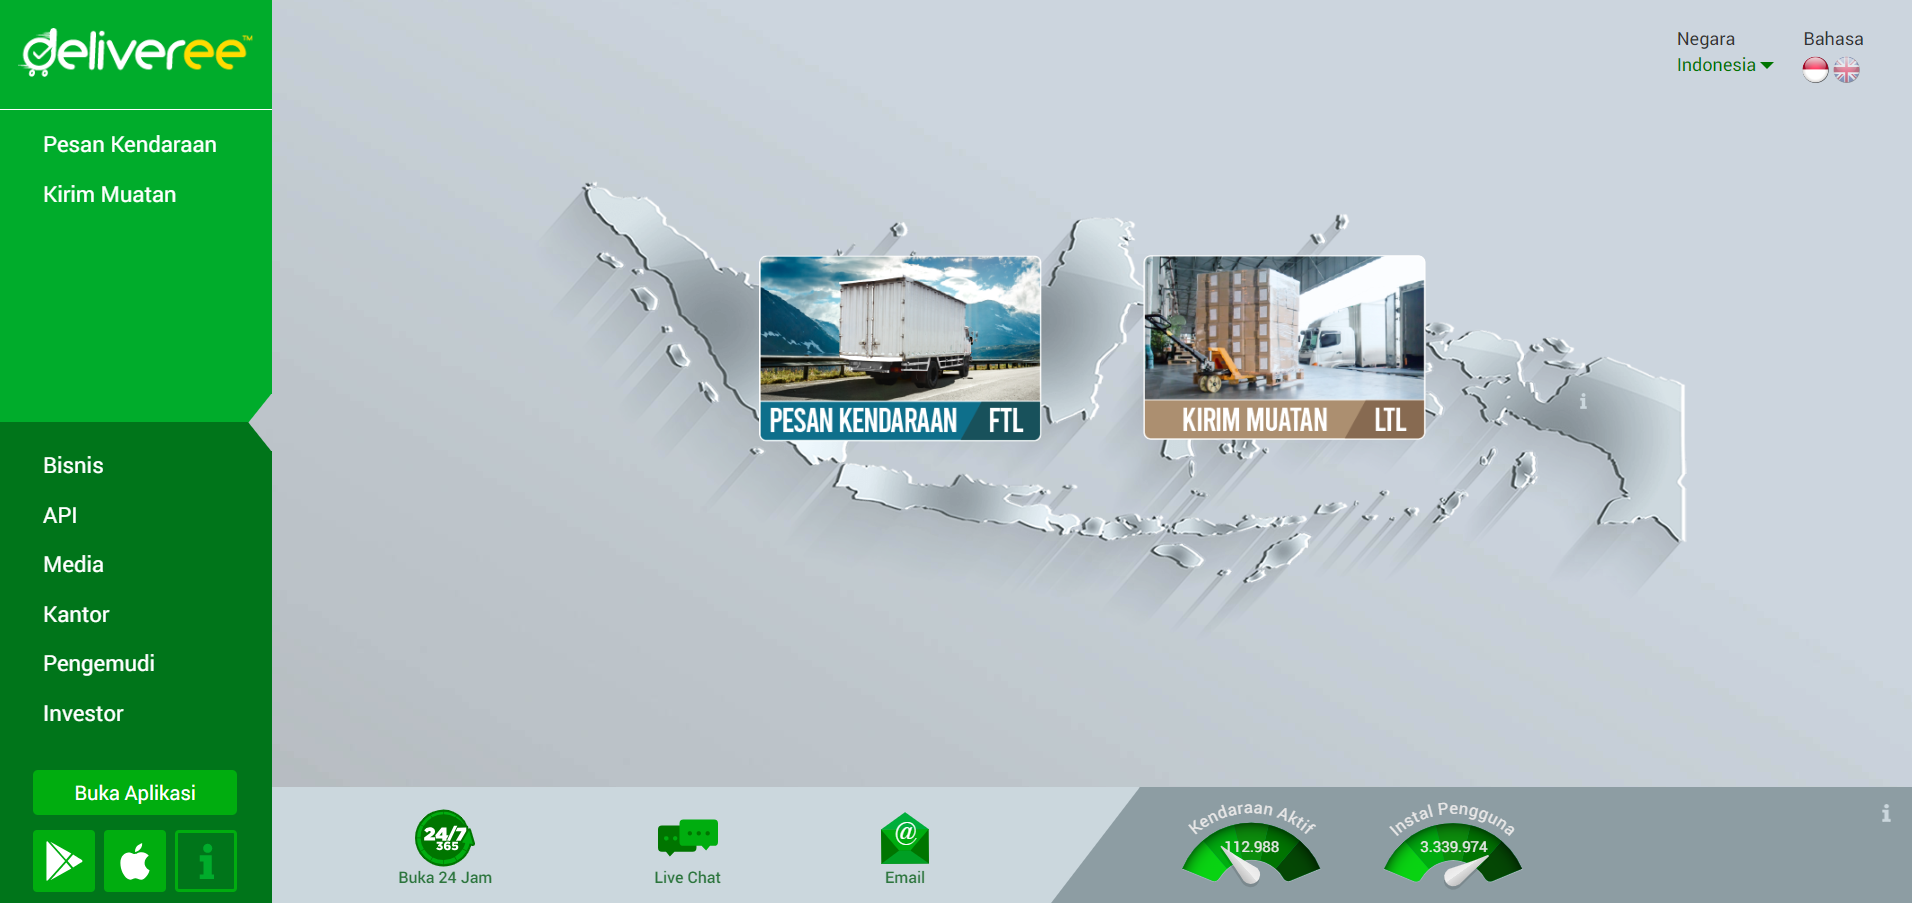 deliveree™
Pesan Kendaraan
Kirim Muatan
Bisnis
API
Media
Kantor
Pengemudi
Investor
Buka Aplikasi
Negara
Indonesia
Bahasa
PESAN KENDARAAN FTL
KIRIM MUATAN LTL
24/7
365
Buka 24 Jam
Live Chat
@
Email
Kendaraan Aktif
112.988
Instal Pengguna
3.339.974